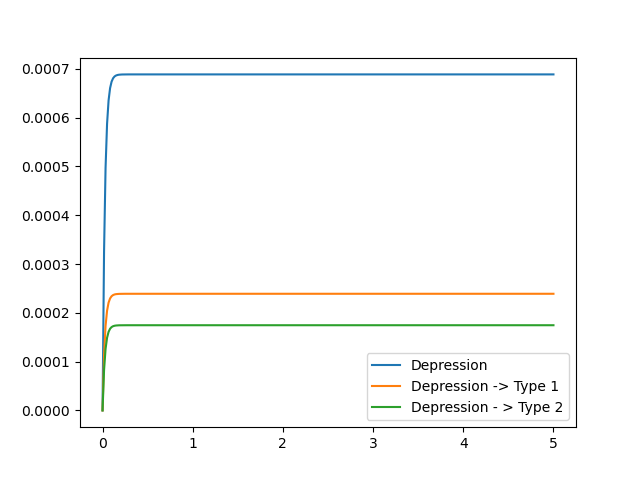 0.0007
0.0006
0.0005
0.0004
0.0003
0.0002
0.0001
0.0000
Depression
Depression -> Type 1
Depression - > Type 2
0 1 2 3 4 5